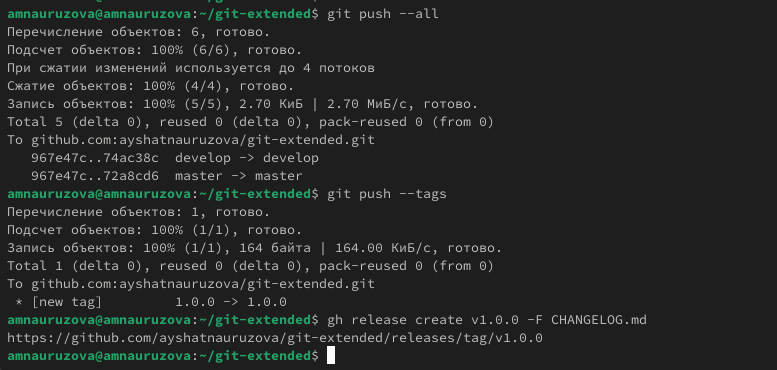 amnauruzova@amnauruzova:~/git-extended$ git push --all
Перечисление объектов: 6, готово.
Подсчет объектов: 100% (6/6), готово.
При сжатии изменений используется до 4 потоков
Сжатие объектов: 100% (4/4), готово.
Запись объектов: 100% (5/5), 2.70 КиБ | 2.70 МиБ/с, готово.
Total 5 (delta 0), reused 0 (delta 0), pack-reused 0 (from 0)
To github.com:ayshatnauruzova/git-extended.git
   967e47c..74ac38c  develop -> develop
   967e47c..72a8cd6  master -> master
amnauruzova@amnauruzova:~/git-extended$ git push --tags
Перечисление объектов: 1, готово.
Подсчет объектов: 100% (1/1), готово.
Запись объектов: 100% (1/1), 164 байта | 164.00 КиБ/с, готово.
Total 1 (delta 0), reused 0 (delta 0), pack-reused 0 (from 0)
To github.com:ayshatnauruzova/git-extended.git
 * [new tag]         1.0.0 -> 1.0.0
amnauruzova@amnauruzova:~/git-extended$ gh release create v1.0.0 -F CHANGELOG.md
https://github.com/ayshatnauruzova/git-extended/releases/tag/v1.0.0
amnauruzova@amnauruzova:~/git-extended$